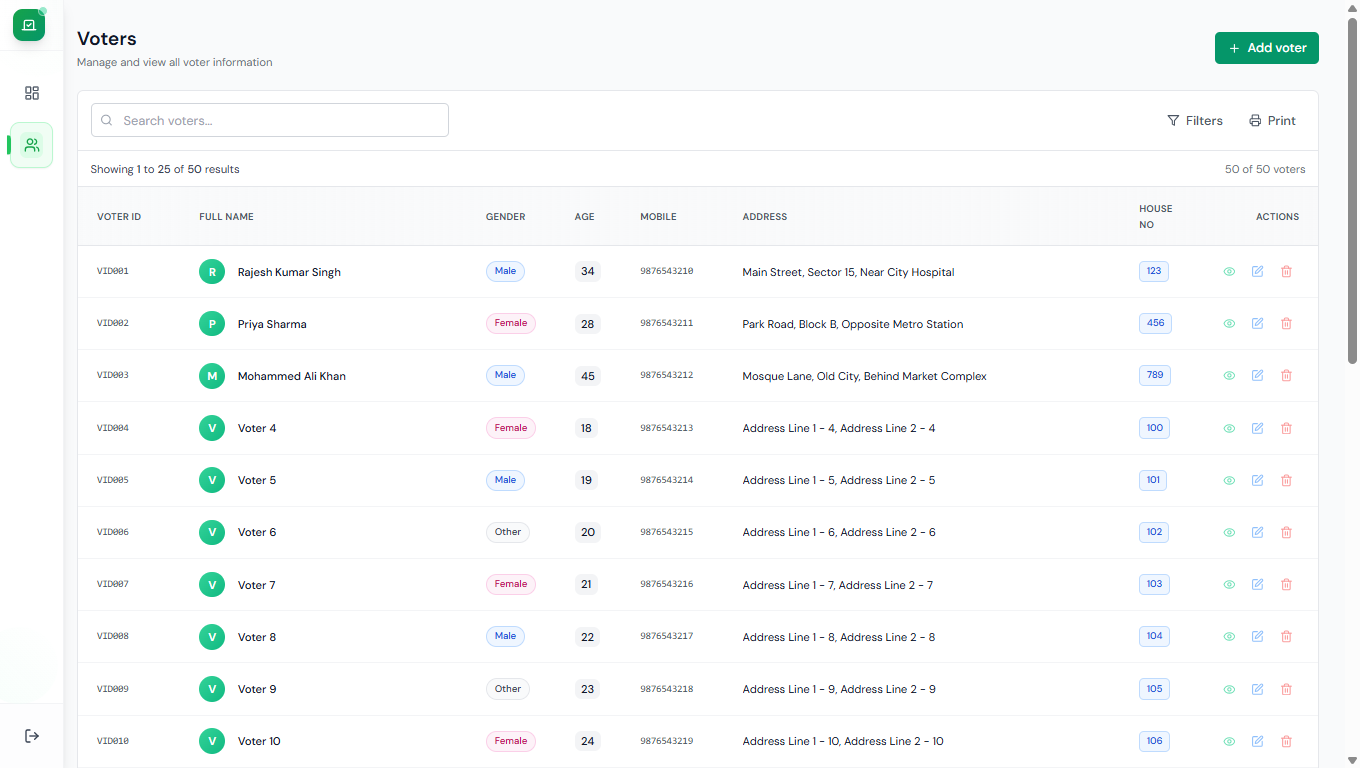 Voters
Manage and view all voter information
Add voter
Search voters...
Filters
Print
Showing 1 to 25 of 50 results
50 of 50 voters
VOTER ID FULL NAME GENDER AGE MOBILE ADDRESS HOUSE NO ACTIONS
VID001 R Rajesh Kumar Singh Male 34 9876543210 Main Street, Sector 15, Near City Hospital 123
VID002 P Priya Sharma Female 28 9876543211 Park Road, Block B, Opposite Metro Station 456
VID003 M Mohammed Ali Khan Male 45 9876543212 Mosque Lane, Old City, Behind Market Complex 789
VID004 V Voter 4 Female 18 9876543213 Address Line 1 - 4, Address Line 2 - 4 100
VID005 V Voter 5 Male 19 9876543214 Address Line 1 - 5, Address Line 2 - 5 101
VID006 V Voter 6 Other 20 9876543215 Address Line 1 - 6, Address Line 2 - 6 102
VID007 V Voter 7 Female 21 9876543216 Address Line 1 - 7, Address Line 2 - 7 103
VID008 V Voter 8 Male 22 9876543217 Address Line 1 - 8, Address Line 2 - 8 104
VID009 V Voter 9 Other 23 9876543218 Address Line 1 - 9, Address Line 2 - 9 105
VID010 V Voter 10 Female 24 9876543219 Address Line 1 - 10, Address Line 2 - 10 106